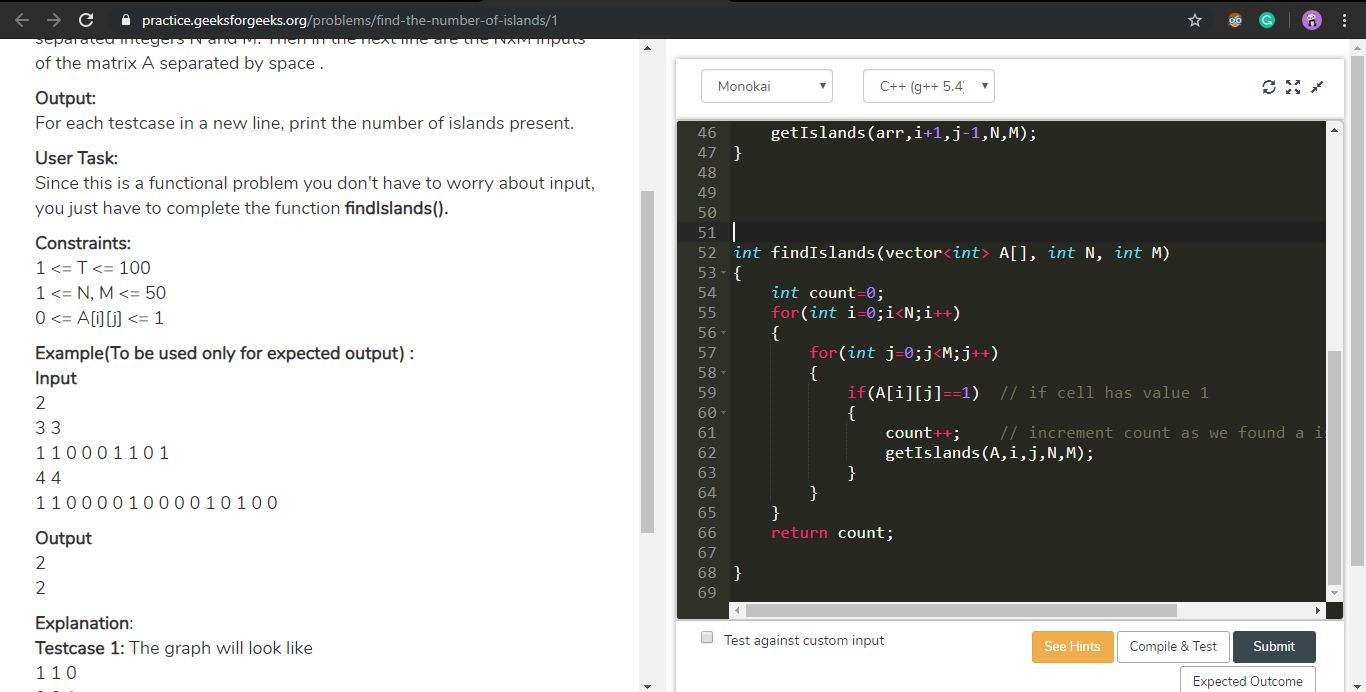 practice.geeksforgeeks.org/problems/find-the-number-of-islands/1
separated integers N and M. Then in the next line are the NxM inputs
of the matrix A separated by space .
Output:
For each testcase in a new line, print the number of islands present.
User Task:
Since this is a functional problem you don't have to worry about input,
you just have to complete the function findIslands().
Constraints:
1 <= T <= 100
1 <= N, M <= 50
0 <= A[i][j] <= 1
Example(To be used only for expected output) :
Input
2
3 3
1 1 0 0 0 1 1 0 1
4 4
1 1 0 0 0 0 1 0 0 0 0 1 0 1 0 0
Output
2
2
Explanation:
Testcase 1: The graph will look like
1 1 0
Monokai
C++ (g++ 5.4)
46     getIslands(arr,i+1,j-1,N,M);
47 }
48
49
50
51
52 int findIslands(vector<int> A[], int N, int M)
53 {
54     int count=0;
55     for(int i=0;i<N;i++)
56     {
57         for(int j=0;j<M;j++)
58         {
59             if(A[i][j]==1)  // if cell has value 1
60             {
61                 count++;    // increment count as we found a i
62                 getIslands(A,i,j,N,M);
63             }
64         }
65     }
66     return count;
67
68 }
69
Test against custom input
See Hints
Compile & Test
Submit
Expected Outcome